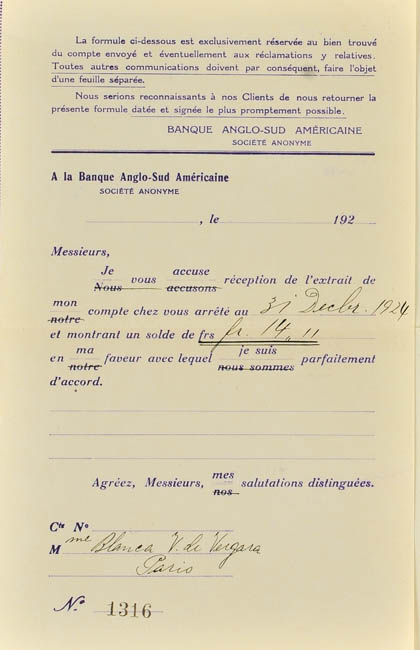 La formule ci-dessous est exclusivement réservée au bien trouvé
du compte envoyé et éventuellement aux réclamations y relatives.
Toutes autres communications doivent par conséquent, faire l'objet
d'une feuille séparée.
Nous serions reconnaissants à nos Clients de nous retourner la
présente formule datée et signée le plus promptement possible.
BANQUE ANGLO-SUD AMÉRICAINE
SOCIÉTÉ ANONYME
A la Banque Anglo-Sud Américaine
SOCIÉTÉ ANONYME
, le 192
Messieurs,
Je accuse
Nous vous accusons réception de l'extrait de
mon
notre compte chez vous arrêté au 31 Decbr. 1924
et montrant un solde de frs fr. 14,11
ma je suis
en notre faveur avec lequel nous sommes parfaitement
d'accord.
mes
Agréez, Messieurs, nos salutations distinguées.
Cte No
Mme Blanca V. de Vergara
Paris
No 1316